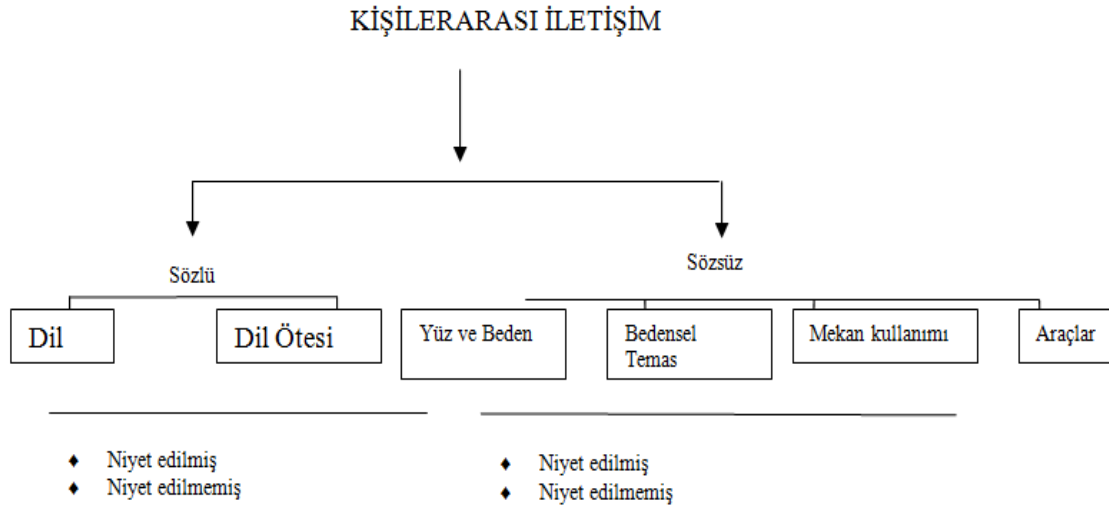 KİŞİLERARASI İLETİŞİM
Sözlü
Sözsüz
Dil
Dil Ötesi
Yüz ve Beden
Bedensel
Temas
Mekan kullanımı
Araçlar
♦ Niyet edilmiş
♦ Niyet edilmemiş
♦ Niyet edilmiş
♦ Niyet edilmemiş